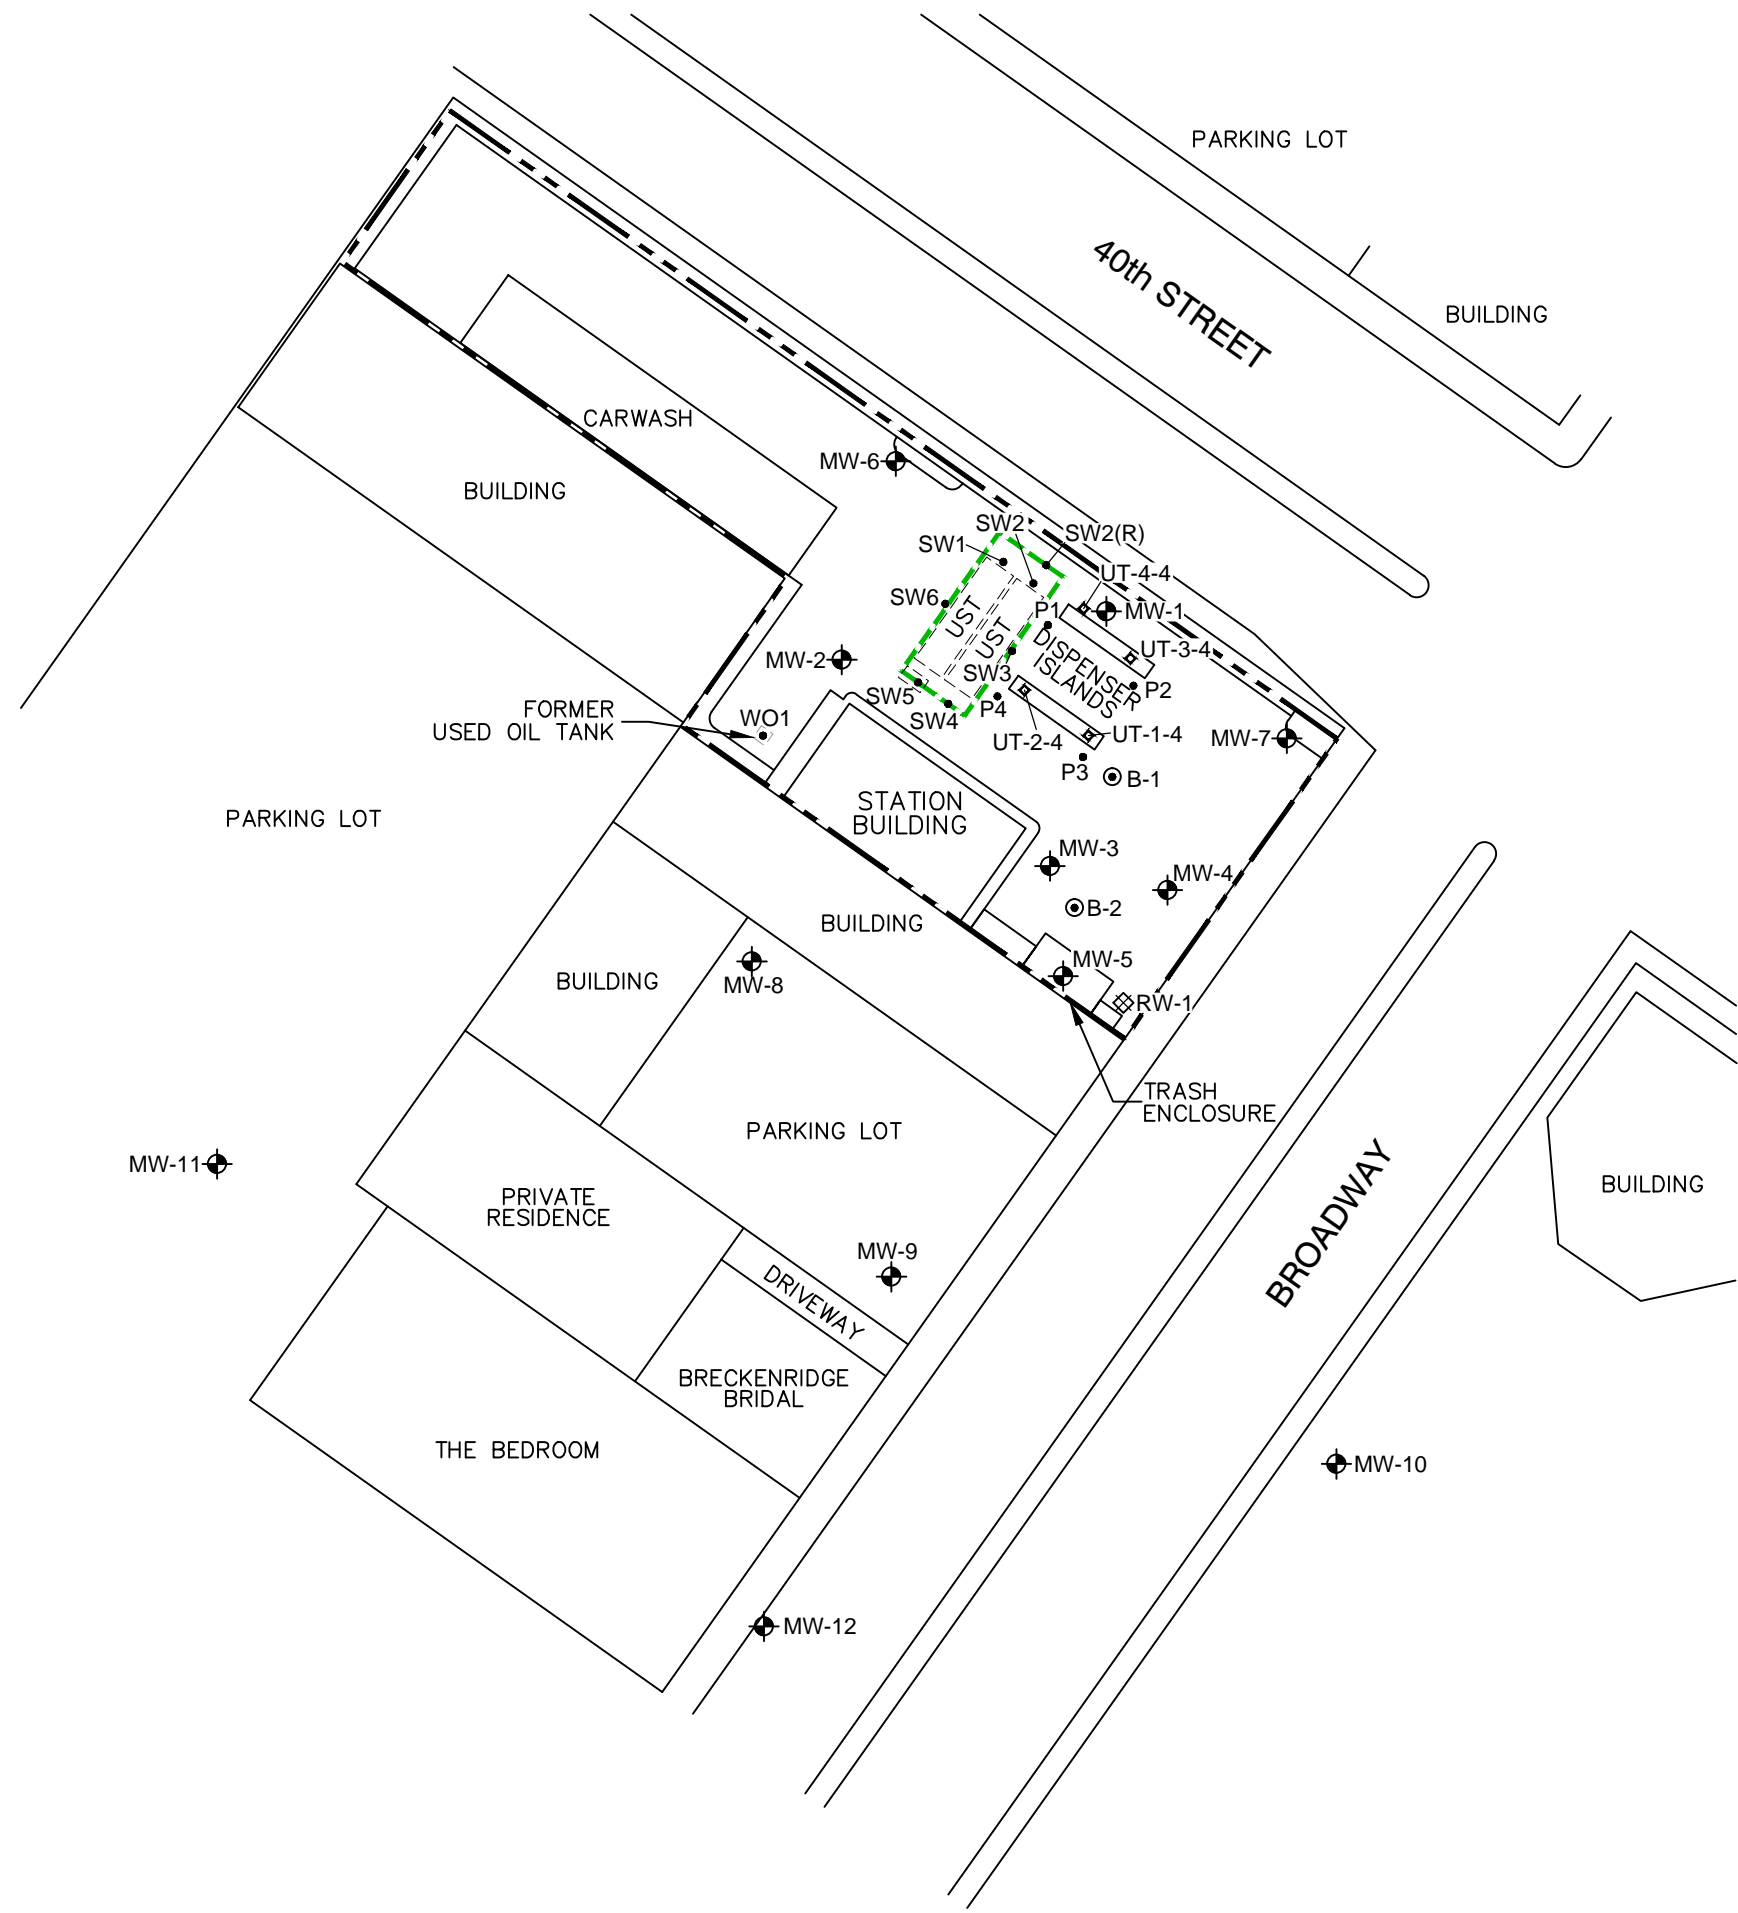 PARKING LOT
40th STREET
BUILDING
CARWASH
MW-6
BUILDING
SW2
SW2(R)
SW1
UT-4-4
SW6
UST
P1
MW-1
UST
DISPENSER
ISLANDS
UT-3-4
MW-2
SW3
P2
SW5
P4
SW4
FORMER
USED OIL TANK
WO1
UT-2-4
UT-1-4
MW-7
P3
B-1
STATION
BUILDING
PARKING LOT
MW-3
MW-4
B-2
BUILDING
MW-5
BUILDING
MW-8
RW-1
TRASH
ENCLOSURE
PARKING LOT
MW-11
BROADWAY
BUILDING
PRIVATE
RESIDENCE
MW-9
DRIVEWAY
BRECKENRIDGE
BRIDAL
THE BEDROOM
MW-10
MW-12